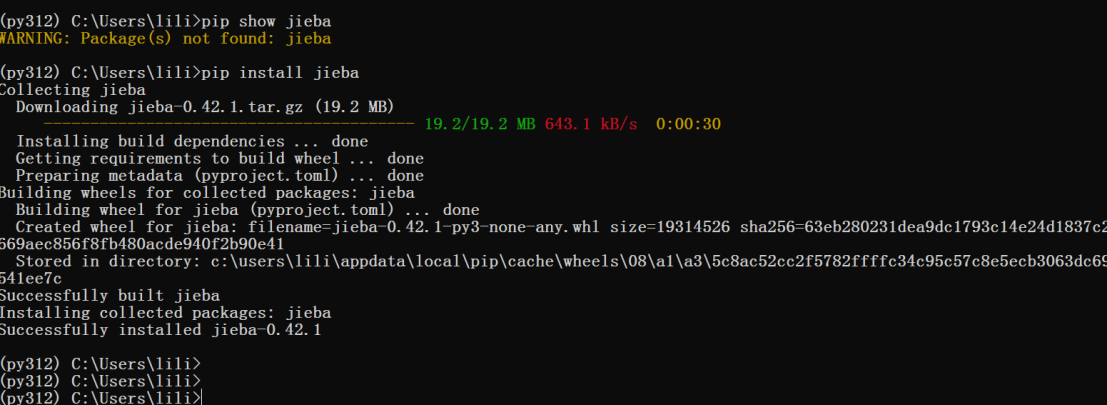 (py312) C:\Users\lili>pip show jieba
WARNING: Package(s) not found: jieba
(py312) C:\Users\lili>pip install jieba
Collecting jieba
Downloading jieba-0.42.1.tar.gz (19.2 MB)
---------------------------------------- 19.2/19.2 MB 643.1 kB/s 0:00:30
Installing build dependencies ... done
Getting requirements to build wheel ... done
Preparing metadata (pyproject.toml) ... done
Building wheels for collected packages: jieba
Building wheel for jieba (pyproject.toml) ... done
Created wheel for jieba: filename=jieba-0.42.1-py3-none-any.whl size=19314526 sha256=63eb280231dea9dc1793c14e24d1837c2
669aec856f8fb480acde940f2b90e41
Stored in directory: c:\users\lili\appdata\local\pip\cache\wheels\08\a1\a3\5c8ac52cc2f5782ffffc34c95c57c8e5ecb3063dc69
541ee7c
Successfully built jieba
Installing collected packages: jieba
Successfully installed jieba-0.42.1
(py312) C:\Users\lili>
(py312) C:\Users\lili>
(py312) C:\Users\lili>